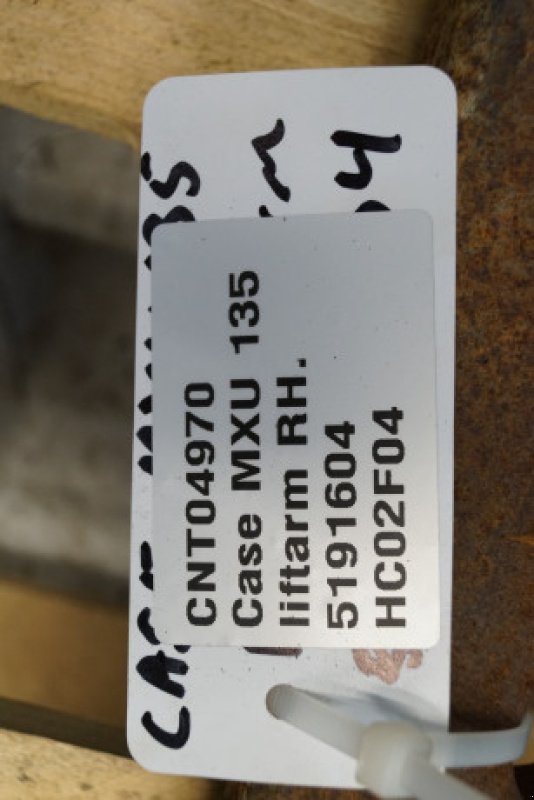 CNT04970
Case MXU 135
liftarm RH.
5191604
HC02F04